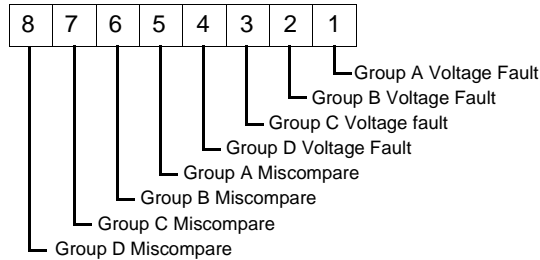 8 7 6 5 4 3 2 1
Group A Voltage Fault
Group B Voltage Fault
Group C Voltage fault
Group D Voltage Fault
Group A Miscompare
Group B Miscompare
Group C Miscompare
Group D Miscompare